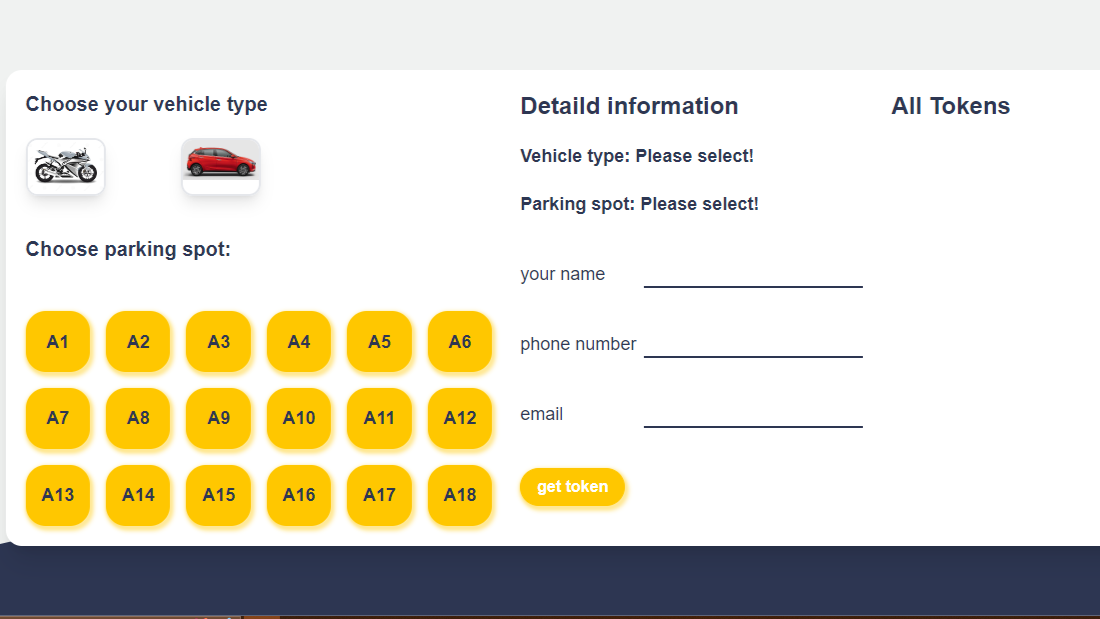 Choose your vehicle type
Choose parking spot:
A1 A2 A3 A4 A5 A6
A7 A8 A9 A10 A11 A12
A13 A14 A15 A16 A17 A18
Detaild information
Vehicle type: Please select!
Parking spot: Please select!
your name
phone number
email
get token
All Tokens